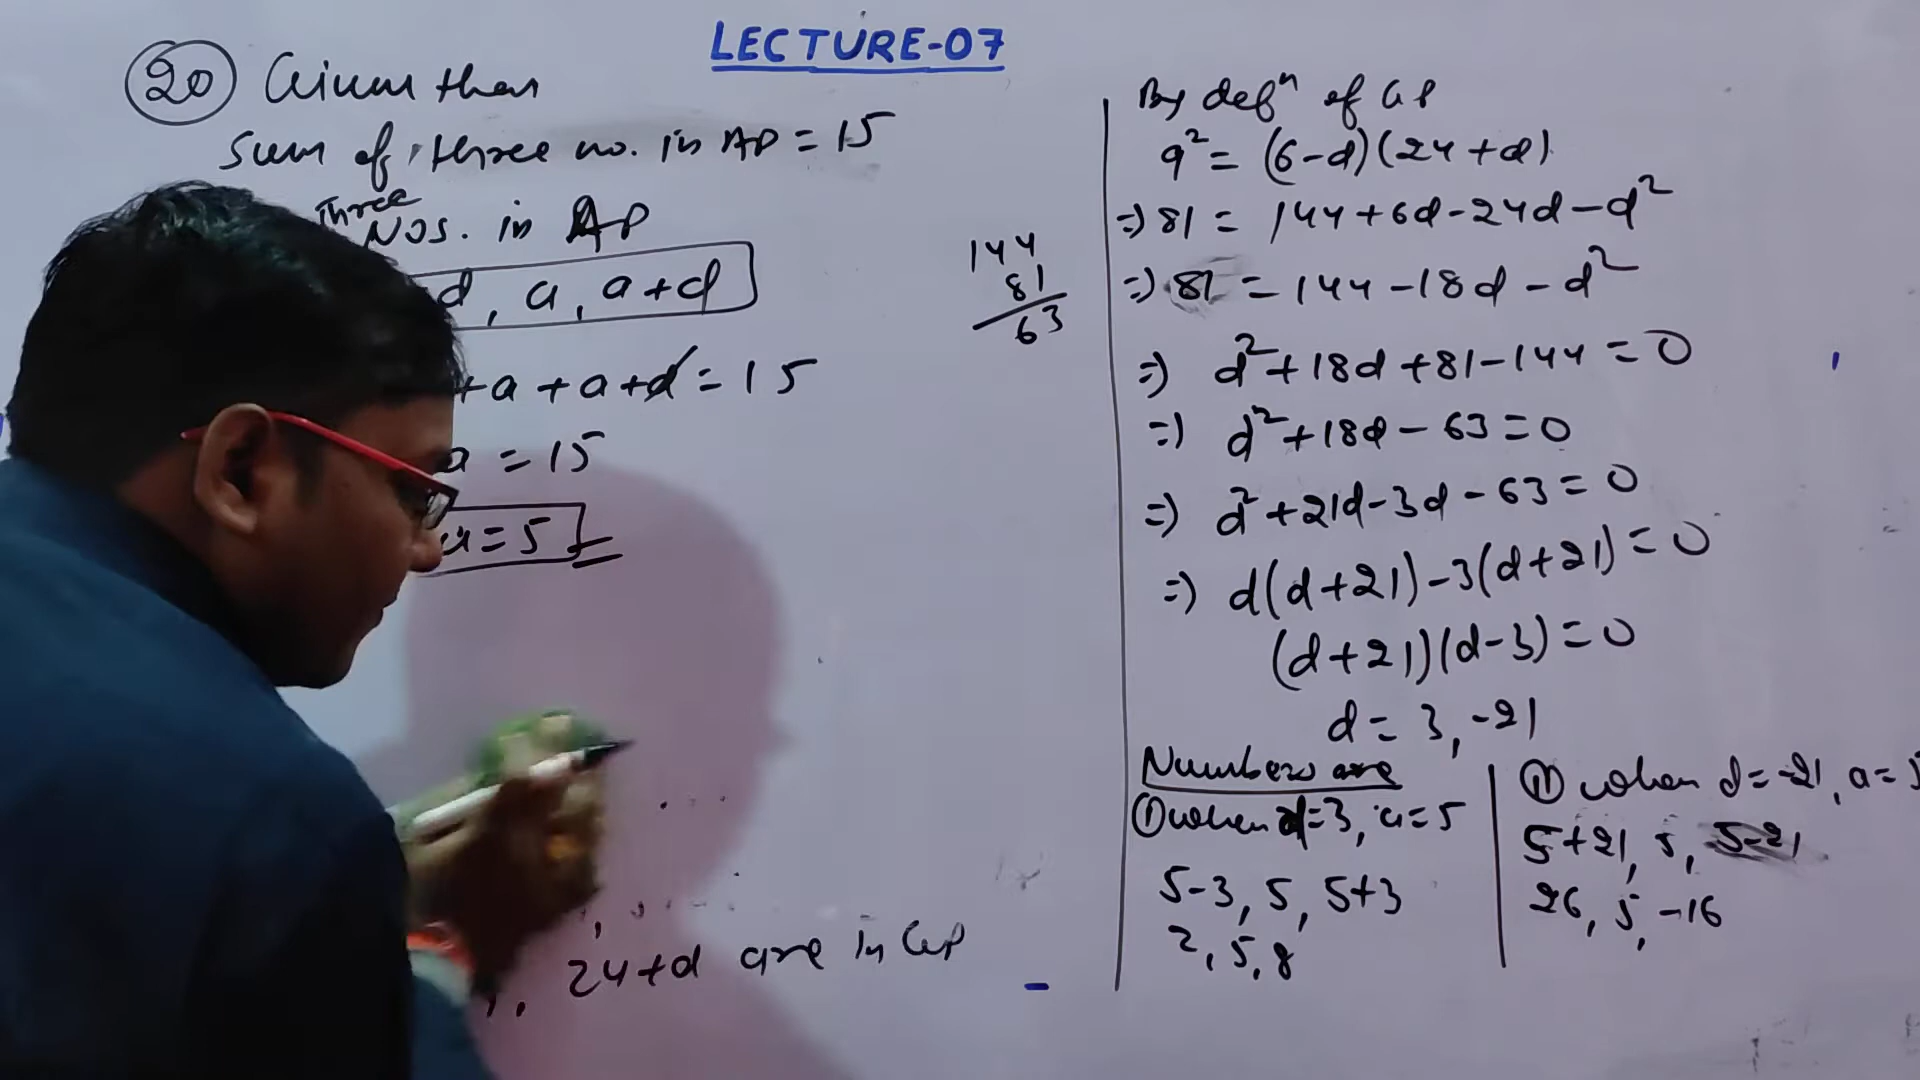 LECTURE-07
20 Given that
Sum of three no. in AP = 15
Three
Nos. in AP
d, a, a+d
+a + a+d = 15
a = 15
a=5
24+d are in GP
144
81
63
By defⁿ of GP
9² = (6-d)(24+d)
=) 81 = 144+6d-24d-d²
=) 81 = 144-18d-d²
=) d²+18d+81-144=0
=) d²+18d-63=0
=) d²+21d-3d-63=0
=) d(d+21)-3(d+21)=0
(d+21)(d-3)=0
d= 3, -21
Numbers are
(I) when d=3, a=5
5-3, 5, 5+3
2, 5, 8
(II) when d=-21, a=5
5+21, 5, 5-21
26, 5, -16